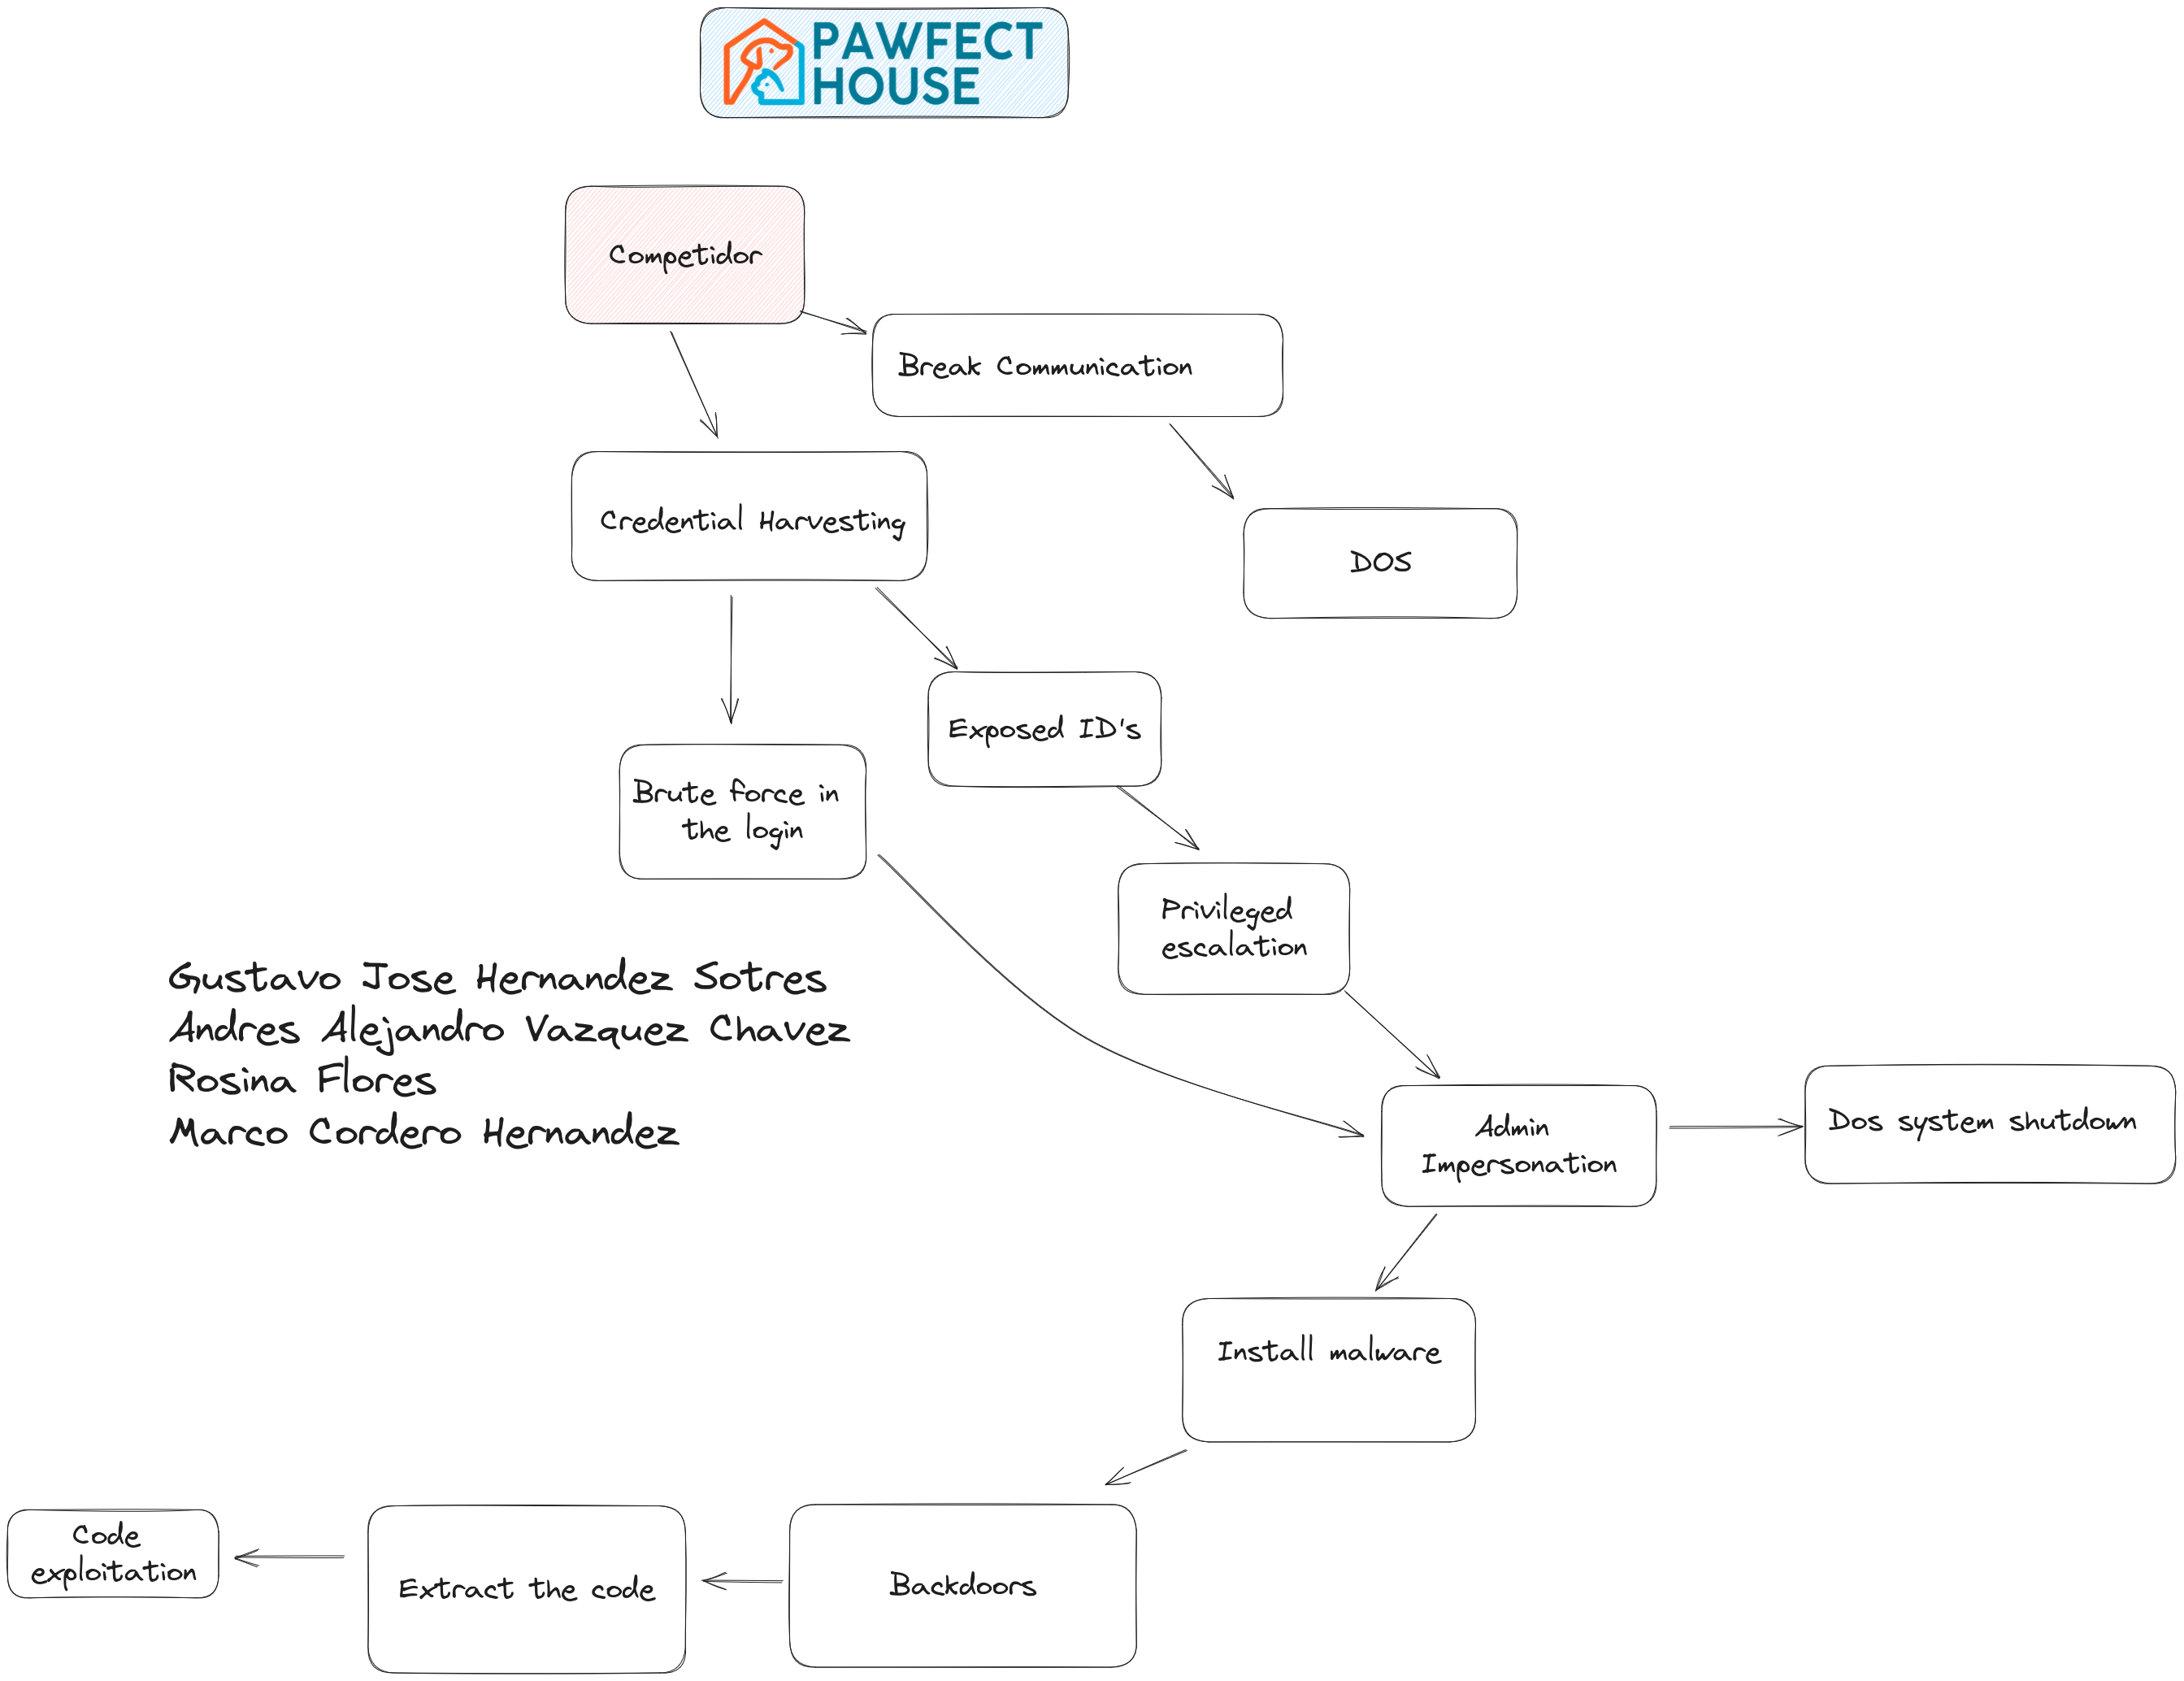 PAWFECT
HOUSE
Competidor
Break Communication
Credential Harvesting
DOS
Exposed ID's
Brute force in
the login
Privileged
escalation
Gustavo Jose Hernandez Sotres
Andres Alejandro Vazquez Chavez
Rosina Flores
Marco Cordero Hernandez
Admin
Impersonation
Dos system shutdown
Install malware
Code
exploitation
Extract the code
Backdoors